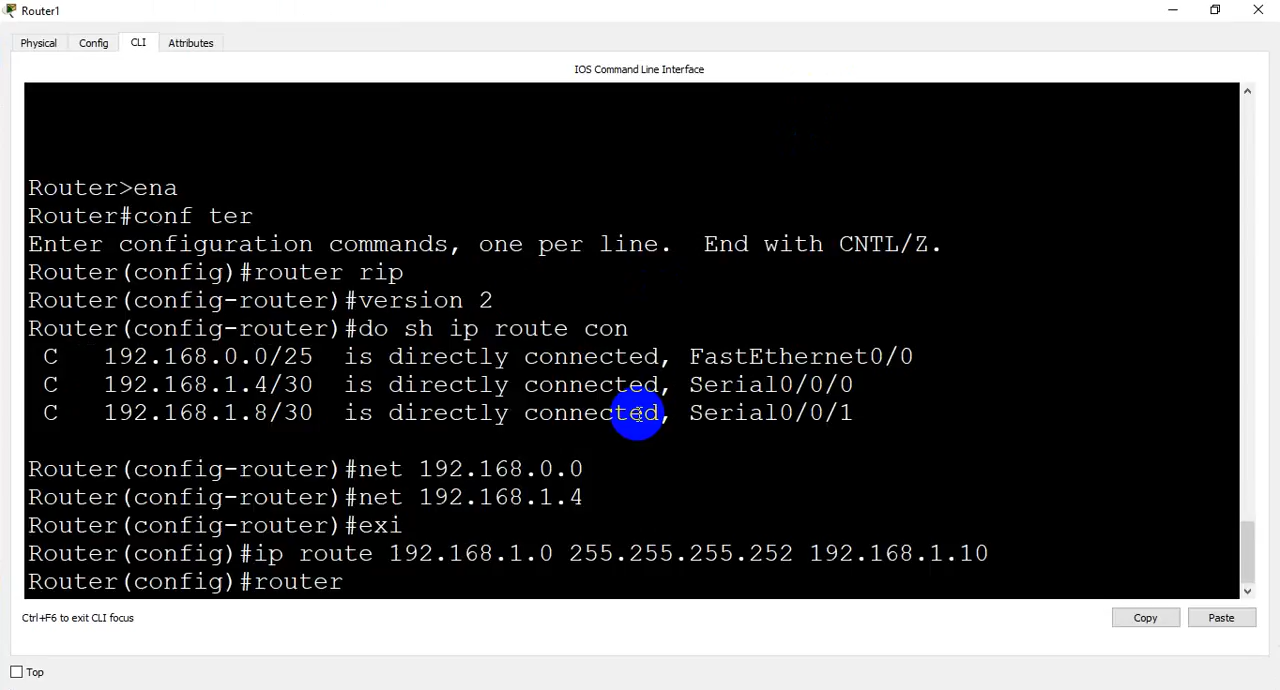 Router1
Physical Config CLI Attributes
IOS Command Line Interface
Router>ena
Router#conf ter
Enter configuration commands, one per line.  End with CNTL/Z.
Router(config)#router rip
Router(config-router)#version 2
Router(config-router)#do sh ip route con
C   192.168.0.0/25  is directly connected, FastEthernet0/0
C   192.168.1.4/30  is directly connected, Serial0/0/0
C   192.168.1.8/30  is directly connected, Serial0/0/1
Router(config-router)#net 192.168.0.0
Router(config-router)#net 192.168.1.4
Router(config-router)#exi
Router(config)#ip route 192.168.1.0 255.255.255.252 192.168.1.10
Router(config)#router
Ctrl+F6 to exit CLI focus
Copy Paste
Top